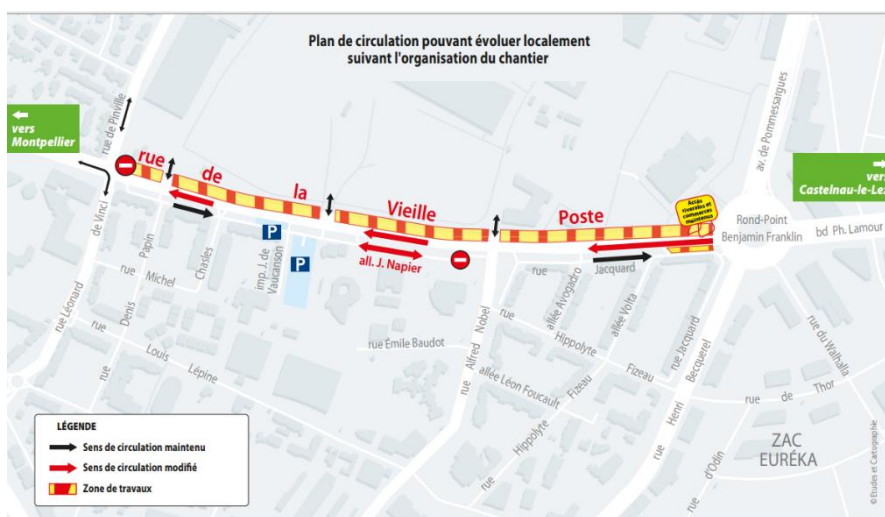 Plan de circulation pouvant évoluer localement
suivant l'organisation du chantier
vers
Montpellier
rue de Pinville
av. de Pommessargues
vers
Castelnau-le-Lez
rue de la Vieille Poste
Accès
riverains et
commerces
maintenus
Rond-Point
Benjamin Franklin
bd Ph. Lamour
P
P
all. J. Napier
rue Léonard de Vinci
rue Denis Papin
rue Michel Chasles
imp. J. de
Vaucanson
rue Louis Lépine
rue Émile Baudot
rue Alfred Nobel
rue Jacquard
allée Avogadro
allée Volta
rue Jacquard
rue Hippolyte Fizeau
allée Léon Foucault
rue Hippolyte Fizeau
rue Henri Becquerel
rue du Walhalla
rue de Thor
rue d'Odin
ZAC
EURÉKA
LÉGENDE
Sens de circulation maintenu
Sens de circulation modifié
Zone de travaux
© Etudes et Cartographie